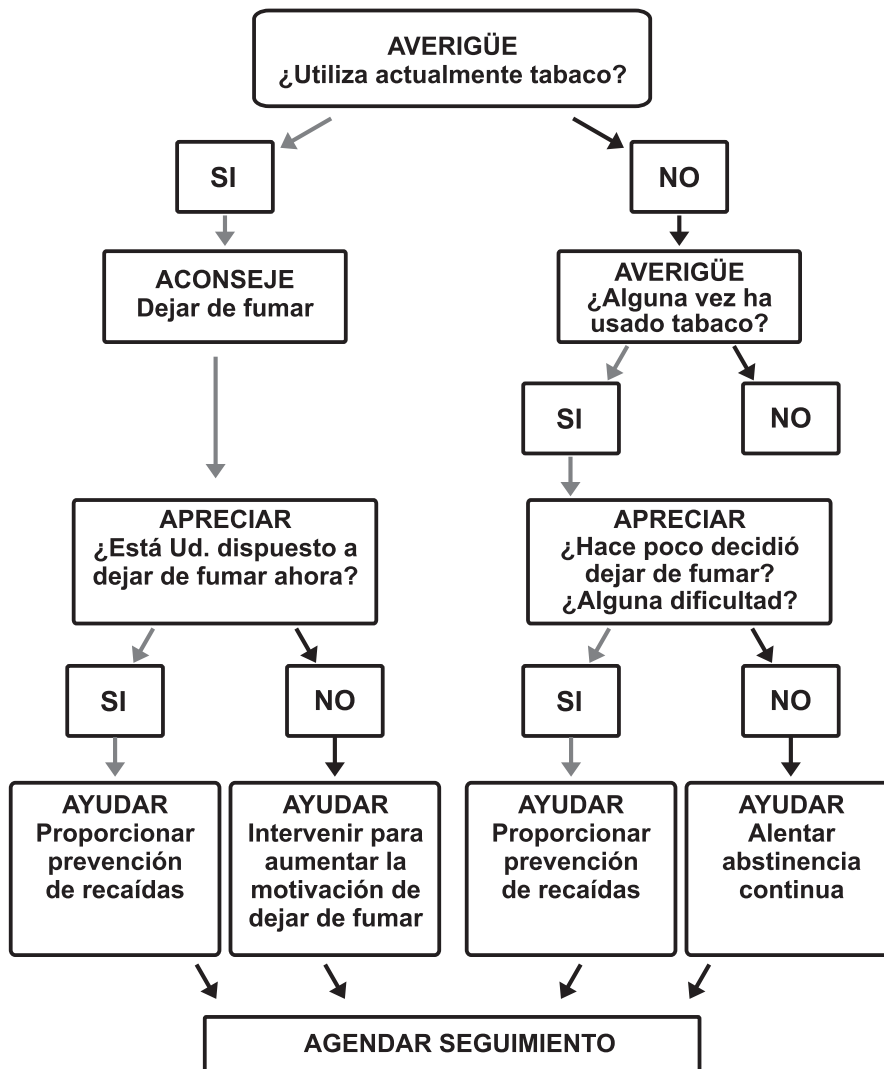 AVERIGÜE
¿Utiliza actualmente tabaco?
SI
NO
ACONSEJE
Dejar de fumar
AVERIGÜE
¿Alguna vez ha
usado tabaco?
SI
NO
APRECIAR
¿Está Ud. dispuesto a
dejar de fumar ahora?
APRECIAR
¿Hace poco decidió
dejar de fumar?
¿Alguna dificultad?
SI
NO
SI
NO
AYUDAR
Proporcionar
prevención
de recaídas
AYUDAR
Intervenir para
aumentar la
motivación de
dejar de fumar
AYUDAR
Proporcionar
prevención
de recaídas
AYUDAR
Alentar
abstinencia
continua
AGENDAR SEGUIMIENTO